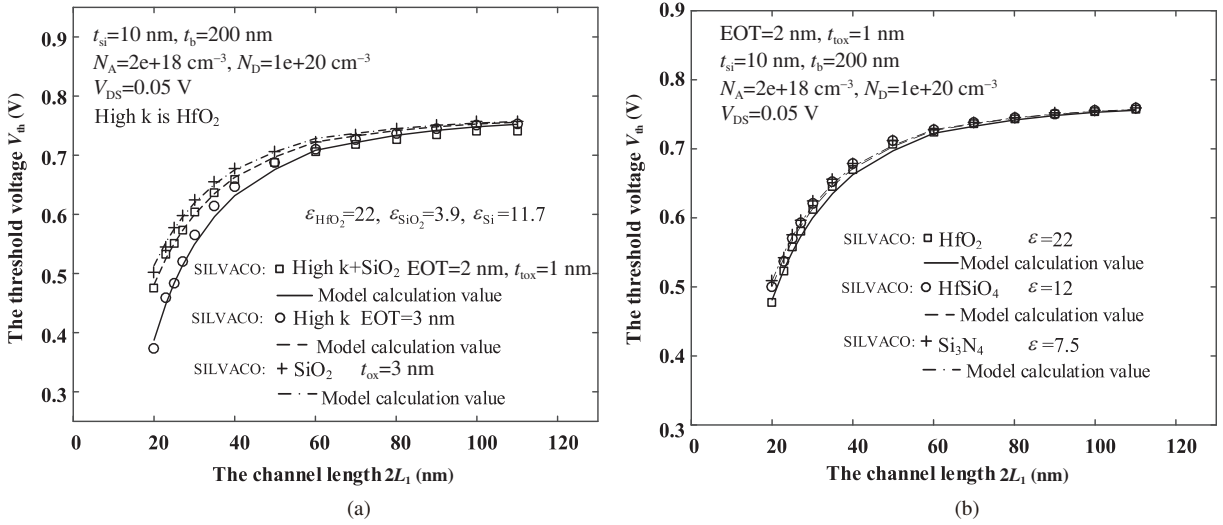 t_si=10 nm, t_b=200 nm
N_A=2e+18 cm⁻³, N_D=1e+20 cm⁻³
V_DS=0.05 V
High k is HfO₂
ε_HfO₂=22, ε_SiO₂=3.9, ε_Si=11.7
SILVACO: High k+SiO₂ EOT=2 nm, t_tox=1 nm
Model calculation value
SILVACO: High k EOT=3 nm
Model calculation value
SILVACO: SiO₂ t_ox=3 nm
Model calculation value
The threshold voltage V_th (V)
0.9
0.8
0.7
0.6
0.5
0.4
0.3
0 20 40 60 80 100 120
The channel length 2L₁ (nm)
(a)
EOT=2 nm, t_tox=1 nm
t_si=10 nm, t_b=200 nm
N_A=2e+18 cm⁻³, N_D=1e+20 cm⁻³
V_DS=0.05 V
SILVACO: HfO₂ ε=22
Model calculation value
SILVACO: HfSiO₄ ε=12
Model calculation value
SILVACO: Si₃N₄ ε=7.5
Model calculation value
The threshold voltage V_th (V)
0.9
0.8
0.7
0.6
0.5
0.4
0.3
0 20 40 60 80 100 120
The channel length 2L₁ (nm)
(b)